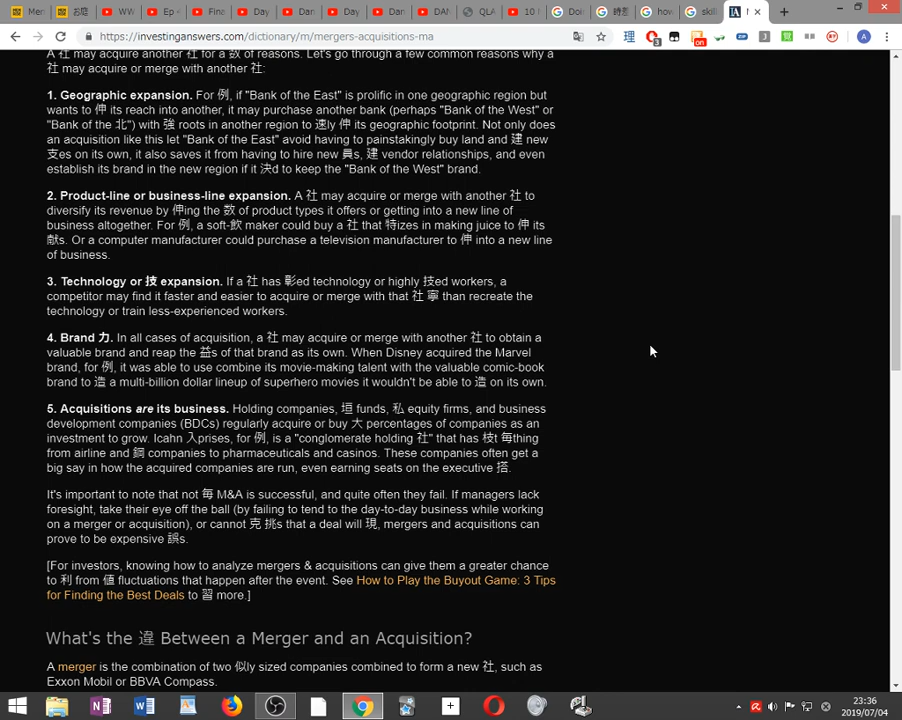 Mer
お庭
WW
Ep 4
Fina
Day
Dan
Day
Dan
DAN
QLA
10 I
Doin
時悪
how
skill
M
https://investinganswers.com/dictionary/m/mergers-acquisitions-ma
A 社 may acquire another 社 for a 数 of reasons. Let's go through a few common reasons why a
社 may acquire or merge with another 社:
1. Geographic expansion. For 例, if "Bank of the East" is prolific in one geographic region but
wants to 伸 its reach into another, it may purchase another bank (perhaps "Bank of the West" or
"Bank of the 北") with 強 roots in another region to 速ly 伸 its geographic footprint. Not only does
an acquisition like this let "Bank of the East" avoid having to painstakingly buy land and 建 new
支es on its own, it also saves it from having to hire new 員s, 建 vendor relationships, and even
establish its brand in the new region if it 決d to keep the "Bank of the West" brand.
2. Product-line or business-line expansion. A 社 may acquire or merge with another 社 to
diversify its revenue by 伸ing the 数 of product types it offers or getting into a new line of
business altogether. For 例, a soft-飲 maker could buy a 社 that 特izes in making juice to 伸 its
献s. Or a computer manufacturer could purchase a television manufacturer to 伸 into a new line
of business.
3. Technology or 技 expansion. If a 社 has 彰ed technology or highly 技ed workers, a
competitor may find it faster and easier to acquire or merge with that 社 寧 than recreate the
technology or train less-experienced workers.
4. Brand 力. In all cases of acquisition, a 社 may acquire or merge with another 社 to obtain a
valuable brand and reap the 益s of that brand as its own. When Disney acquired the Marvel
brand, for 例, it was able to use combine its movie-making talent with the valuable comic-book
brand to 造 a multi-billion dollar lineup of superhero movies it wouldn't be able to 造 on its own.
5. Acquisitions are its business. Holding companies, 垣 funds, 私 equity firms, and business
development companies (BDCs) regularly acquire or buy 大 percentages of companies as an
investment to grow. Icahn 入prises, for 例, is a "conglomerate holding 社" that has 枝t 毎thing
from airline and 銅 companies to pharmaceuticals and casinos. These companies often get a
big say in how the acquired companies are run, even earning seats on the executive 搭.
It's important to note that not 毎 M&A is successful, and quite often they fail. If managers lack
foresight, take their eye off the ball (by failing to tend to the day-to-day business while working
on a merger or acquisition), or cannot 克 挑s that a deal will 現, mergers and acquisitions can
prove to be expensive 誤s.
[For investors, knowing how to analyze mergers & acquisitions can give them a greater chance
to 利 from 値 fluctuations that happen after the event. See How to Play the Buyout Game: 3 Tips
for Finding the Best Deals to 習 more.]
What's the 違 Between a Merger and an Acquisition?
A merger is the combination of two 似ly sized companies combined to form a new 社, such as
Exxon Mobil or BBVA Compass.
23:36
2019/07/04